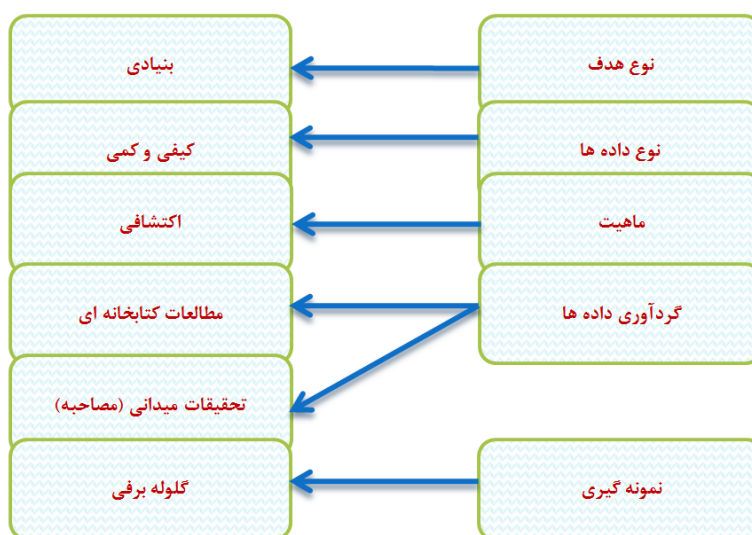 نوع هدف
بنیادی
نوع داده ها
کیفی و کمی
ماهیت
اکتشافی
گردآوری داده ها
مطالعات کتابخانه ای
تحقیقات میدانی (مصاحبه)
نمونه گیری
گلوله برفی